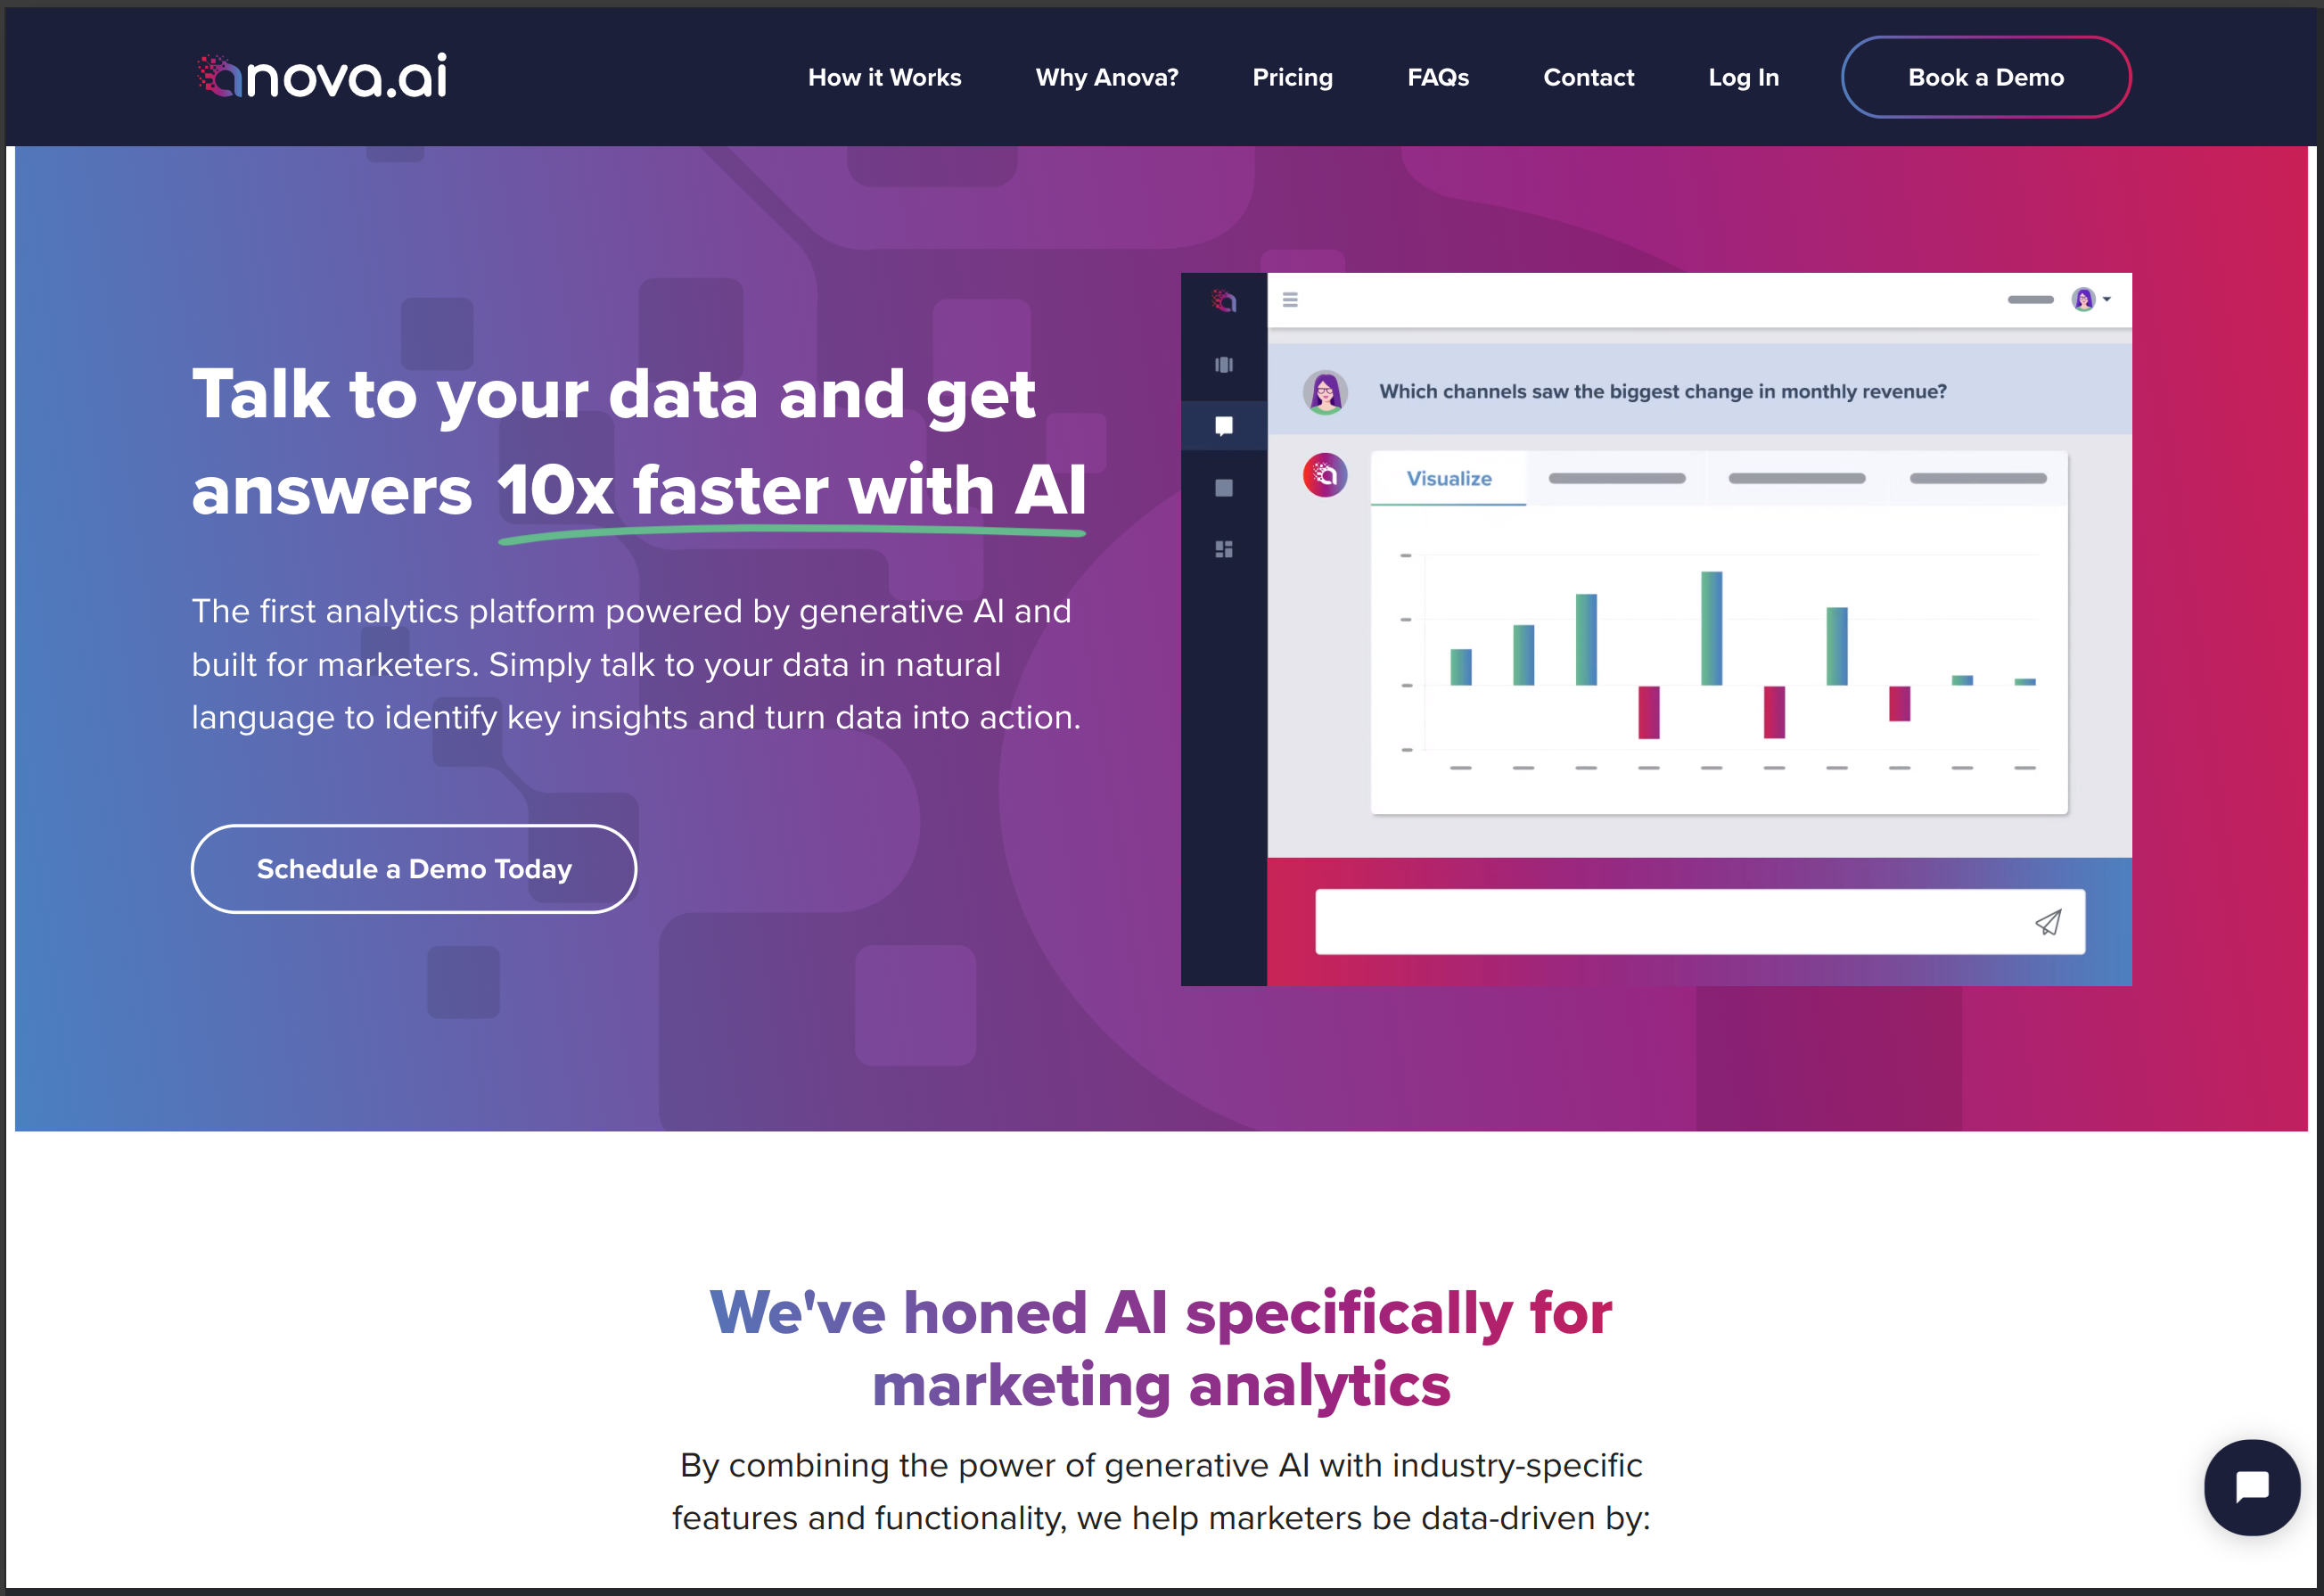 anova.ai
How it Works
Why Anova?
Pricing
FAQs
Contact
Log In
Book a Demo
Talk to your data and get
answers 10x faster with AI
The first analytics platform powered by generative AI and
built for marketers. Simply talk to your data in natural
language to identify key insights and turn data into action.
Schedule a Demo Today
Which channels saw the biggest change in monthly revenue?
Visualize
We've honed AI specifically for
marketing analytics
By combining the power of generative AI with industry-specific
features and functionality, we help marketers be data-driven by: